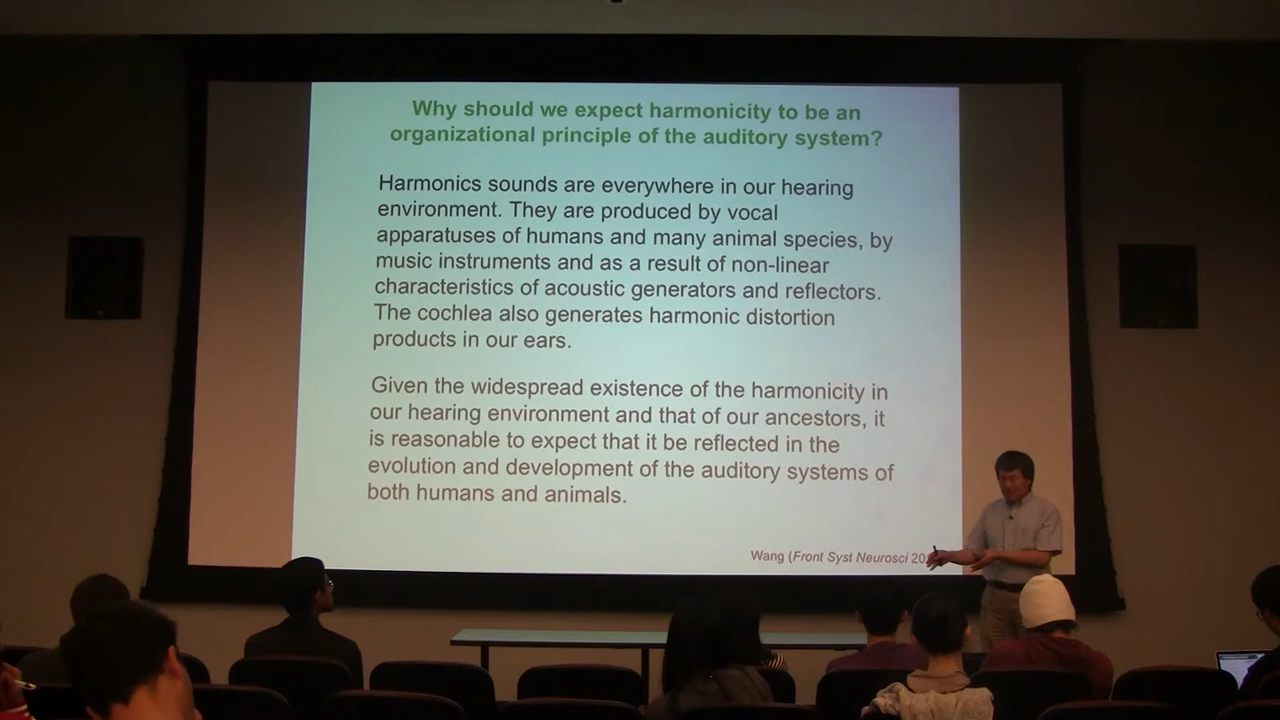 Why should we expect harmonicity to be an
organizational principle of the auditory system?
Harmonics sounds are everywhere in our hearing
environment. They are produced by vocal
apparatuses of humans and many animal species, by
music instruments and as a result of non-linear
characteristics of acoustic generators and reflectors.
The cochlea also generates harmonic distortion
products in our ears.
Given the widespread existence of the harmonicity in
our hearing environment and that of our ancestors, it
is reasonable to expect that it be reflected in the
evolution and development of the auditory systems of
both humans and animals.
Wang (Front Syst Neurosci